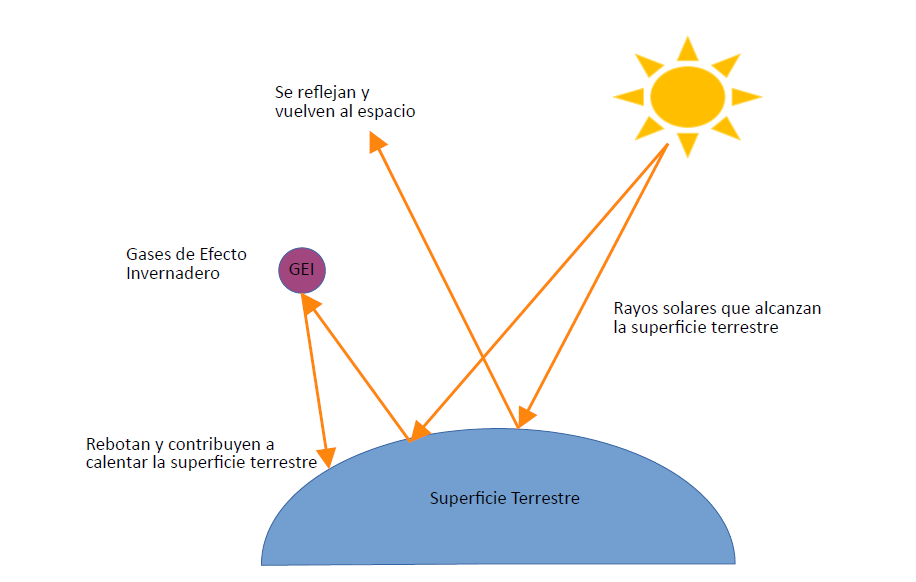 Se reflejan y
vuelven al espacio
Gases de Efecto
Invernadero
GEI
Rayos solares que alcanzan
la superficie terrestre
Rebotan y contribuyen a
calentar la superficie terrestre
Superficie Terrestre